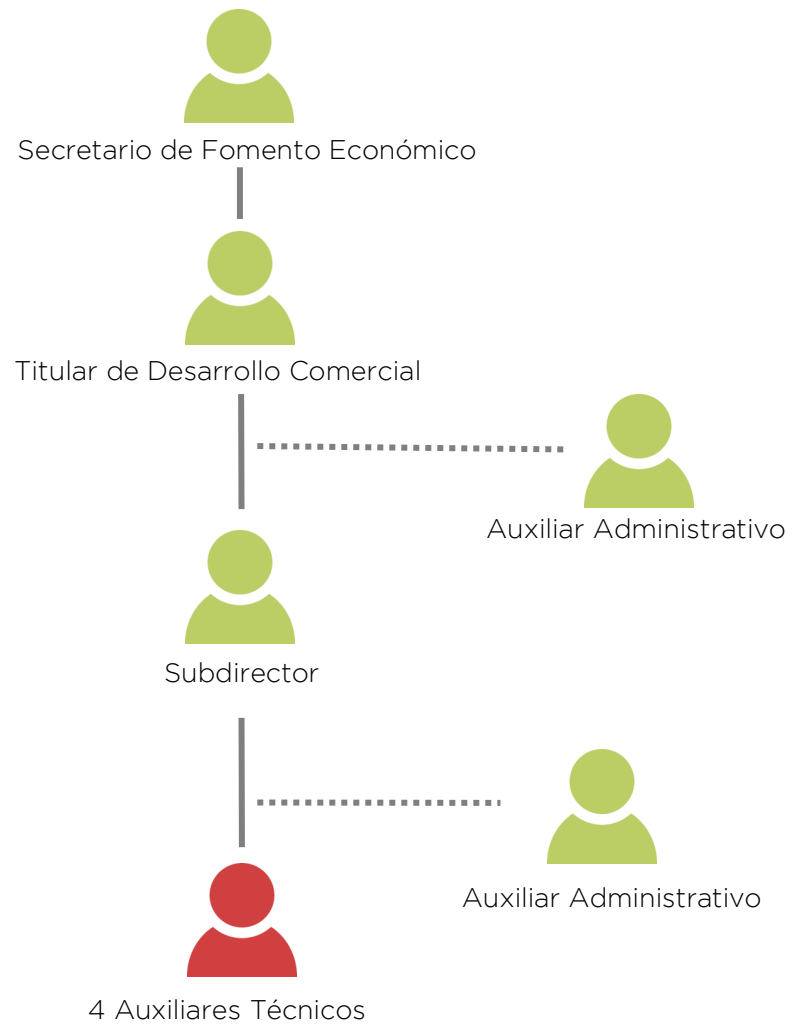 Secretario de Fomento Económico
Titular de Desarrollo Comercial
Auxiliar Administrativo
Subdirector
Auxiliar Administrativo
4 Auxiliares Técnicos